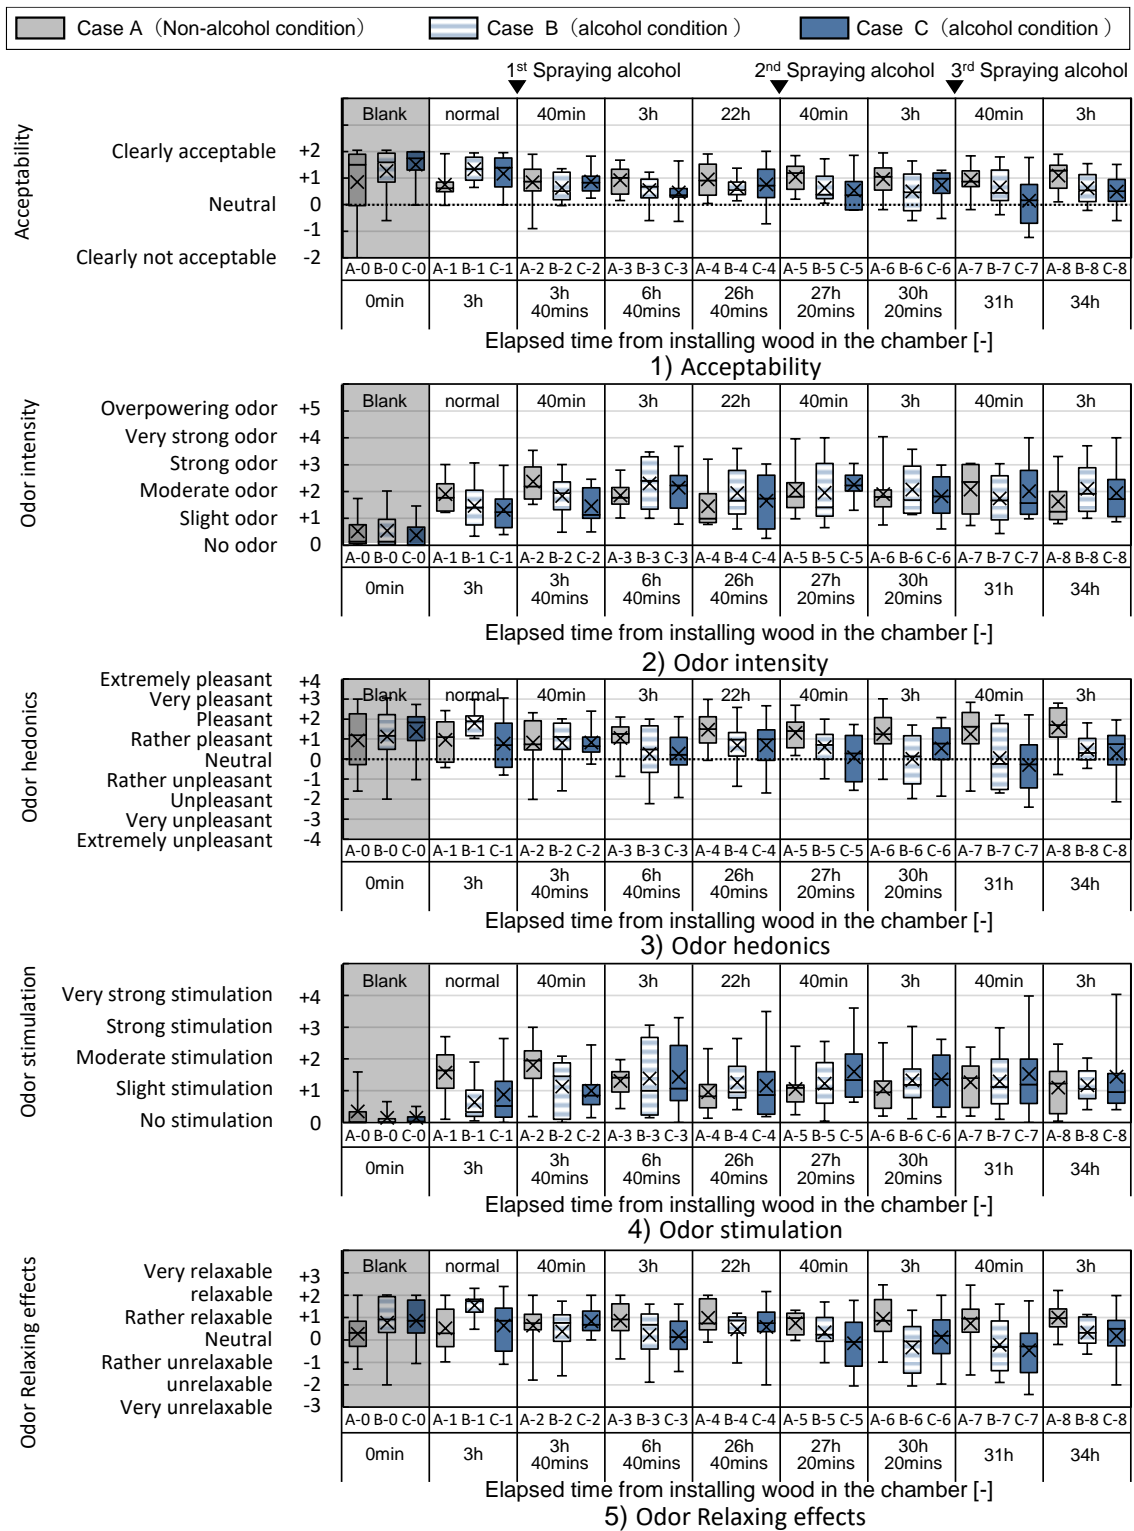 Case A（Non-alcohol condition） Case B（alcohol condition ） Case C（alcohol condition ）
1st Spraying alcohol 2nd Spraying alcohol 3rd Spraying alcohol
Acceptability
Blank normal 40min 3h 22h 40min 3h 40min 3h
Clearly acceptable +2
+1
Neutral 0
-1
Clearly not acceptable -2
A-0 B-0 C-0 A-1 B-1 C-1 A-2 B-2 C-2 A-3 B-3 C-3 A-4 B-4 C-4 A-5 B-5 C-5 A-6 B-6 C-6 A-7 B-7 C-7 A-8 B-8 C-8
0min 3h 3h 40mins 6h 40mins 26h 40mins 27h 20mins 30h 20mins 31h 34h
Elapsed time from installing wood in the chamber [-]
1) Acceptability
Odor intensity
Blank normal 40min 3h 22h 40min 3h 40min 3h
Overpowering odor +5
Very strong odor +4
Strong odor +3
Moderate odor +2
Slight odor +1
No odor 0
A-0 B-0 C-0 A-1 B-1 C-1 A-2 B-2 C-2 A-3 B-3 C-3 A-4 B-4 C-4 A-5 B-5 C-5 A-6 B-6 C-6 A-7 B-7 C-7 A-8 B-8 C-8
0min 3h 3h 40mins 6h 40mins 26h 40mins 27h 20mins 30h 20mins 31h 34h
Elapsed time from installing wood in the chamber [-]
2) Odor intensity
Odor hedonics
Extremely pleasant +4
Blank normal 40min 3h 22h 40min 3h 40min 3h
Very pleasant +3
Pleasant +2
Rather pleasant +1
Neutral 0
Rather unpleasant -1
Unpleasant -2
Very unpleasant -3
Extremely unpleasant -4
A-0 B-0 C-0 A-1 B-1 C-1 A-2 B-2 C-2 A-3 B-3 C-3 A-4 B-4 C-4 A-5 B-5 C-5 A-6 B-6 C-6 A-7 B-7 C-7 A-8 B-8 C-8
0min 3h 3h 40mins 6h 40mins 26h 40mins 27h 20mins 30h 20mins 31h 34h
Elapsed time from installing wood in the chamber [-]
3) Odor hedonics
Odor stimulation
Blank normal 40min 3h 22h 40min 3h 40min 3h
Very strong stimulation +4
Strong stimulation +3
Moderate stimulation +2
Slight stimulation +1
No stimulation 0
A-0 B-0 C-0 A-1 B-1 C-1 A-2 B-2 C-2 A-3 B-3 C-3 A-4 B-4 C-4 A-5 B-5 C-5 A-6 B-6 C-6 A-7 B-7 C-7 A-8 B-8 C-8
0min 3h 3h 40mins 6h 40mins 26h 40mins 27h 20mins 30h 20mins 31h 34h
Elapsed time from installing wood in the chamber [-]
4) Odor stimulation
Odor Relaxing effects
Blank normal 40min 3h 22h 40min 3h 40min 3h
Very relaxable +3
relaxable +2
Rather relaxable +1
Neutral 0
Rather unrelaxable -1
unrelaxable -2
Very unrelaxable -3
A-0 B-0 C-0 A-1 B-1 C-1 A-2 B-2 C-2 A-3 B-3 C-3 A-4 B-4 C-4 A-5 B-5 C-5 A-6 B-6 C-6 A-7 B-7 C-7 A-8 B-8 C-8
0min 3h 3h 40mins 6h 40mins 26h 40mins 27h 20mins 30h 20mins 31h 34h
Elapsed time from installing wood in the chamber [-]
5) Odor Relaxing effects